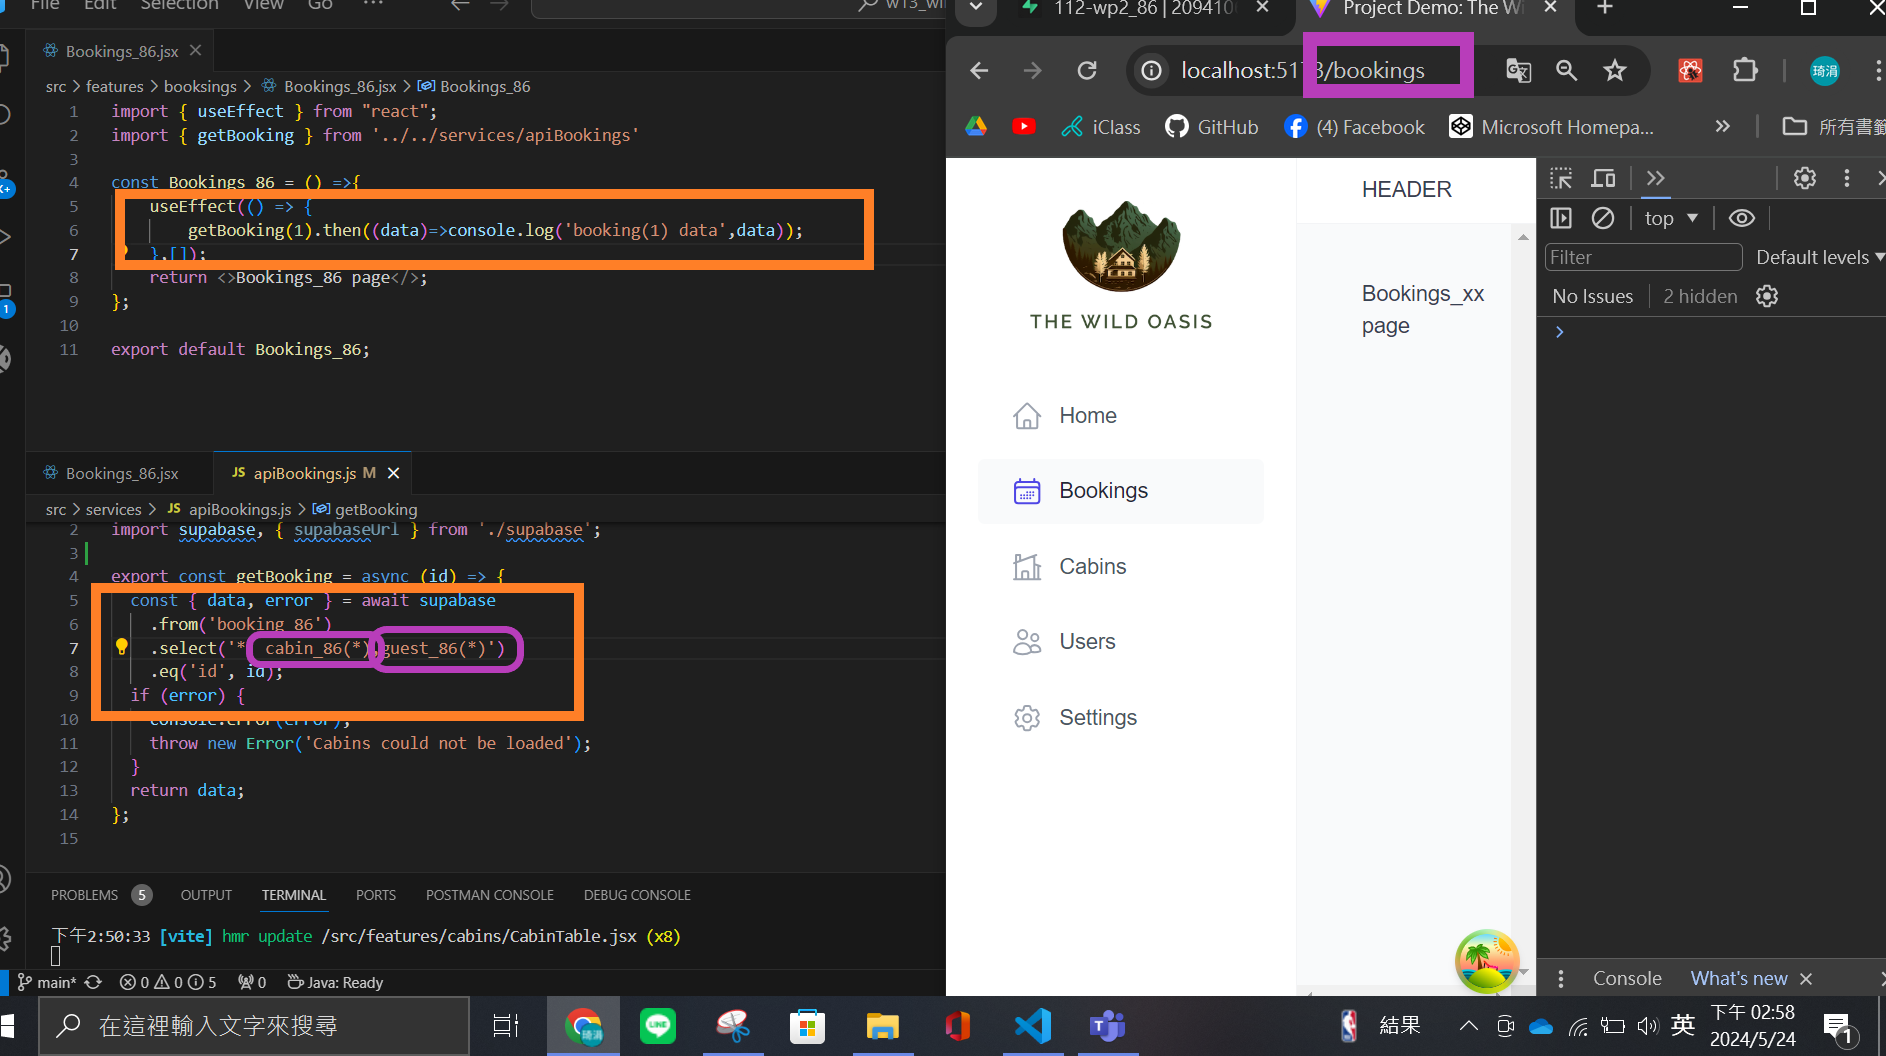 File Edit Selection View Go ···
Bookings_86.jsx
src > features > booksings > Bookings_86.jsx > Bookings_86
1 import { useEffect } from "react";
2 import { getBooking } from '../../services/apiBookings'
3
4 const Bookings_86 = () =>{
5 useEffect(() => {
6 getBooking(1).then((data)=>console.log('booking(1) data',data));
7 },[]);
8 return <>Bookings_86 page</>;
9 };
10
11 export default Bookings_86;
Bookings_86.jsx
JS apiBookings.js M
src > services > JS apiBookings.js > getBooking
2 import supabase, { supabaseUrl } from './supabase';
3
4 export const getBooking = async (id) => {
5 const { data, error } = await supabase
6 .from('booking_86')
7 .select('* cabin_86(*),guest_86(*)')
8 .eq('id', id);
9 if (error) {
10 console.error(error);
11 throw new Error('Cabins could not be loaded');
12 }
13 return data;
14 };
15
PROBLEMS 5 OUTPUT TERMINAL PORTS POSTMAN CONSOLE DEBUG CONSOLE
下午2:50:33 [vite] hmr update /src/features/cabins/CabinTable.jsx (x8)
main* 0 0 5 0 Java: Ready
112-wp2_86 | 209410
Project Demo: The Wi
localhost:5173/bookings
琦涓
iClass GitHub (4) Facebook Microsoft Homepa... 所有書籤
THE WILD OASIS
Home
Bookings
Cabins
Users
Settings
HEADER
Bookings_xx
page
top
Filter
Default levels
No Issues 2 hidden
Console What's new
在這裡輸入文字來搜尋
結果
英
下午 02:58
2024/5/24
1